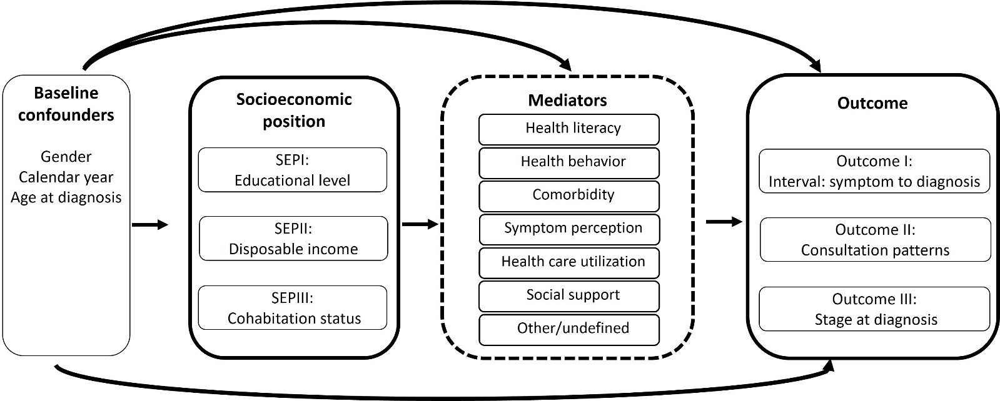 Baseline
confounders
Gender
Calendar year
Age at diagnosis
Socioeconomic
position
SEPI:
Educational level
SEPII:
Disposable income
SEPIII:
Cohabitation status
Mediators
Health literacy
Health behavior
Comorbidity
Symptom perception
Health care utilization
Social support
Other/undefined
Outcome
Outcome I:
Interval: symptom to diagnosis
Outcome II:
Consultation patterns
Outcome III:
Stage at diagnosis